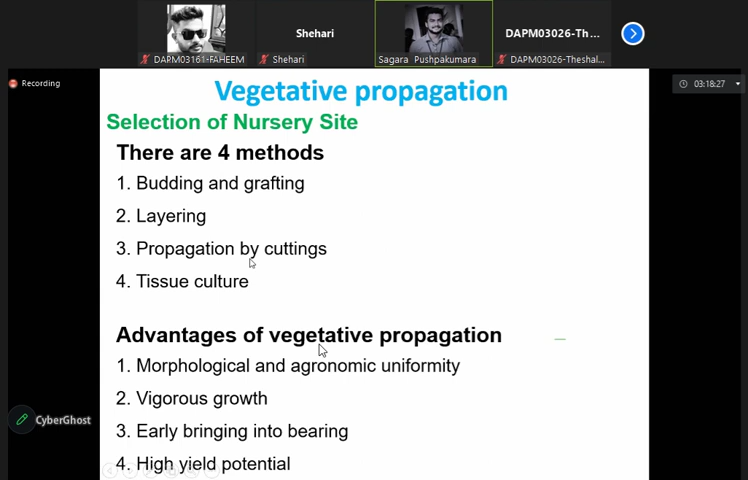 Shehari
DAPM03026-Th...
DAPM03161-FAHEEM
Shehari
Sagara Pushpakumara
DAPM03026-Theshal...
Recording
03:18:27
Vegetative propagation
Selection of Nursery Site
There are 4 methods
1. Budding and grafting
2. Layering
3. Propagation by cuttings
4. Tissue culture
Advantages of vegetative propagation
1. Morphological and agronomic uniformity
2. Vigorous growth
CyberGhost
3. Early bringing into bearing
4. High yield potential